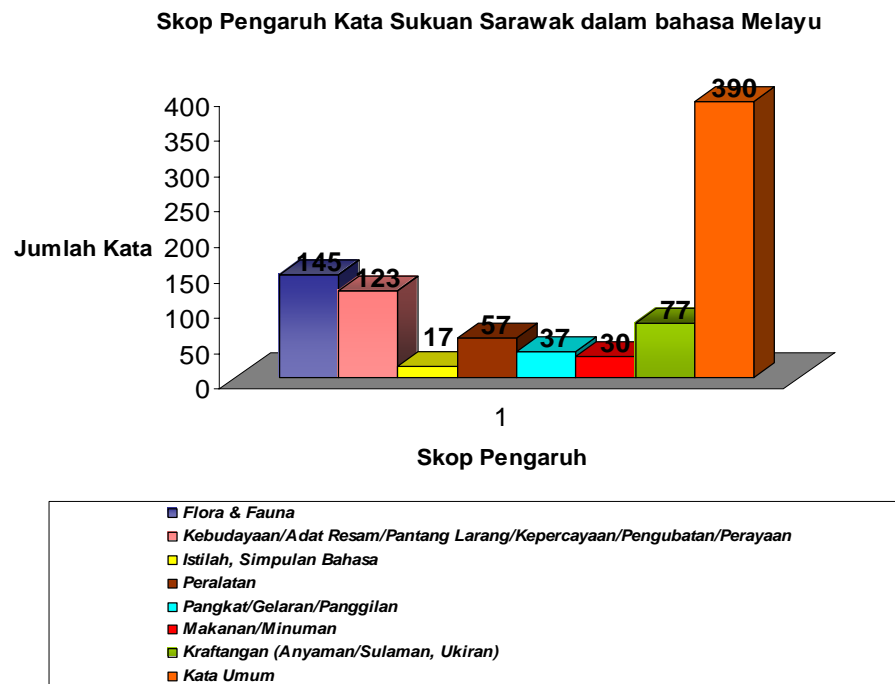 Skop Pengaruh Kata Sukuan Sarawak dalam bahasa Melayu
390
400
350
300
250
200
150
100
50
0
Jumlah Kata
145
123
17
57
37
30
77
1
Skop Pengaruh
Flora & Fauna
Kebudayaan/Adat Resam/Pantang Larang/Kepercayaan/Pengubatan/Perayaan
Istilah, Simpulan Bahasa
Peralatan
Pangkat/Gelaran/Panggilan
Makanan/Minuman
Kraftangan (Anyaman/Sulaman, Ukiran)
Kata Umum